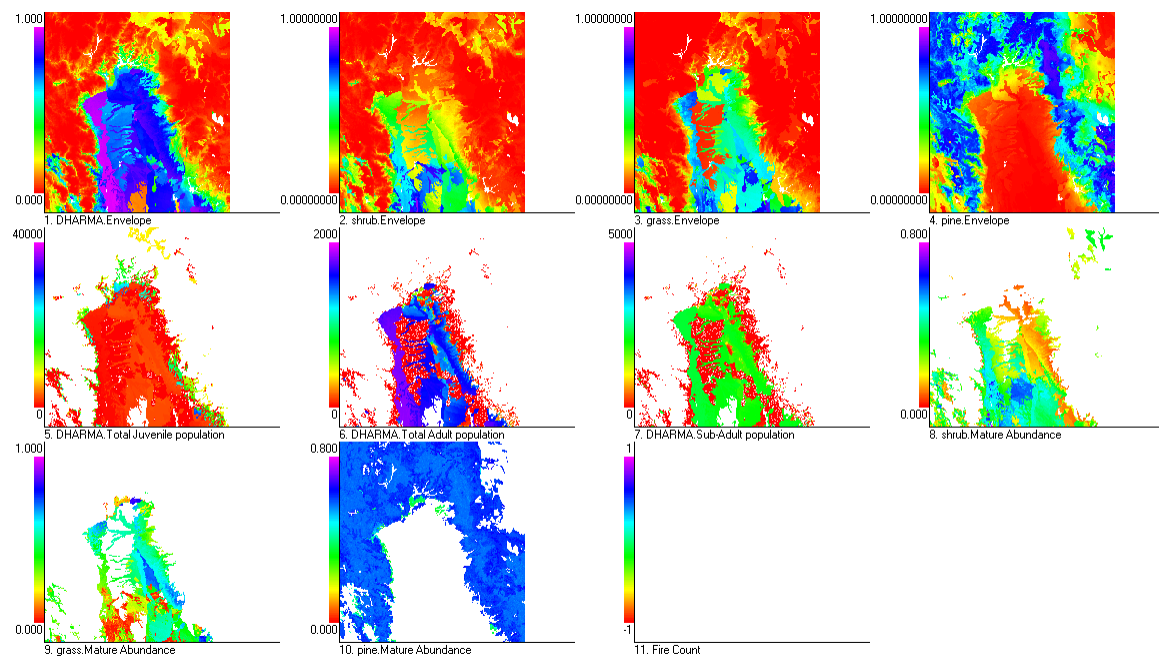 1.000
0.000
1. DHARMA.Envelope
1.00000000
0.00000000
2. shrub.Envelope
1.00000000
0.00000000
3. grass.Envelope
1.00000000
0.00000000
4. pine.Envelope
40000
0
5. DHARMA.Total Juvenile population
2000
0
6. DHARMA.Total Adult population
5000
0
7. DHARMA.Sub-Adult population
0.800
0.000
8. shrub.Mature Abundance
1.000
0.000
9. grass.Mature Abundance
0.800
0.000
10. pine.Mature Abundance
1
-1
11. Fire Count